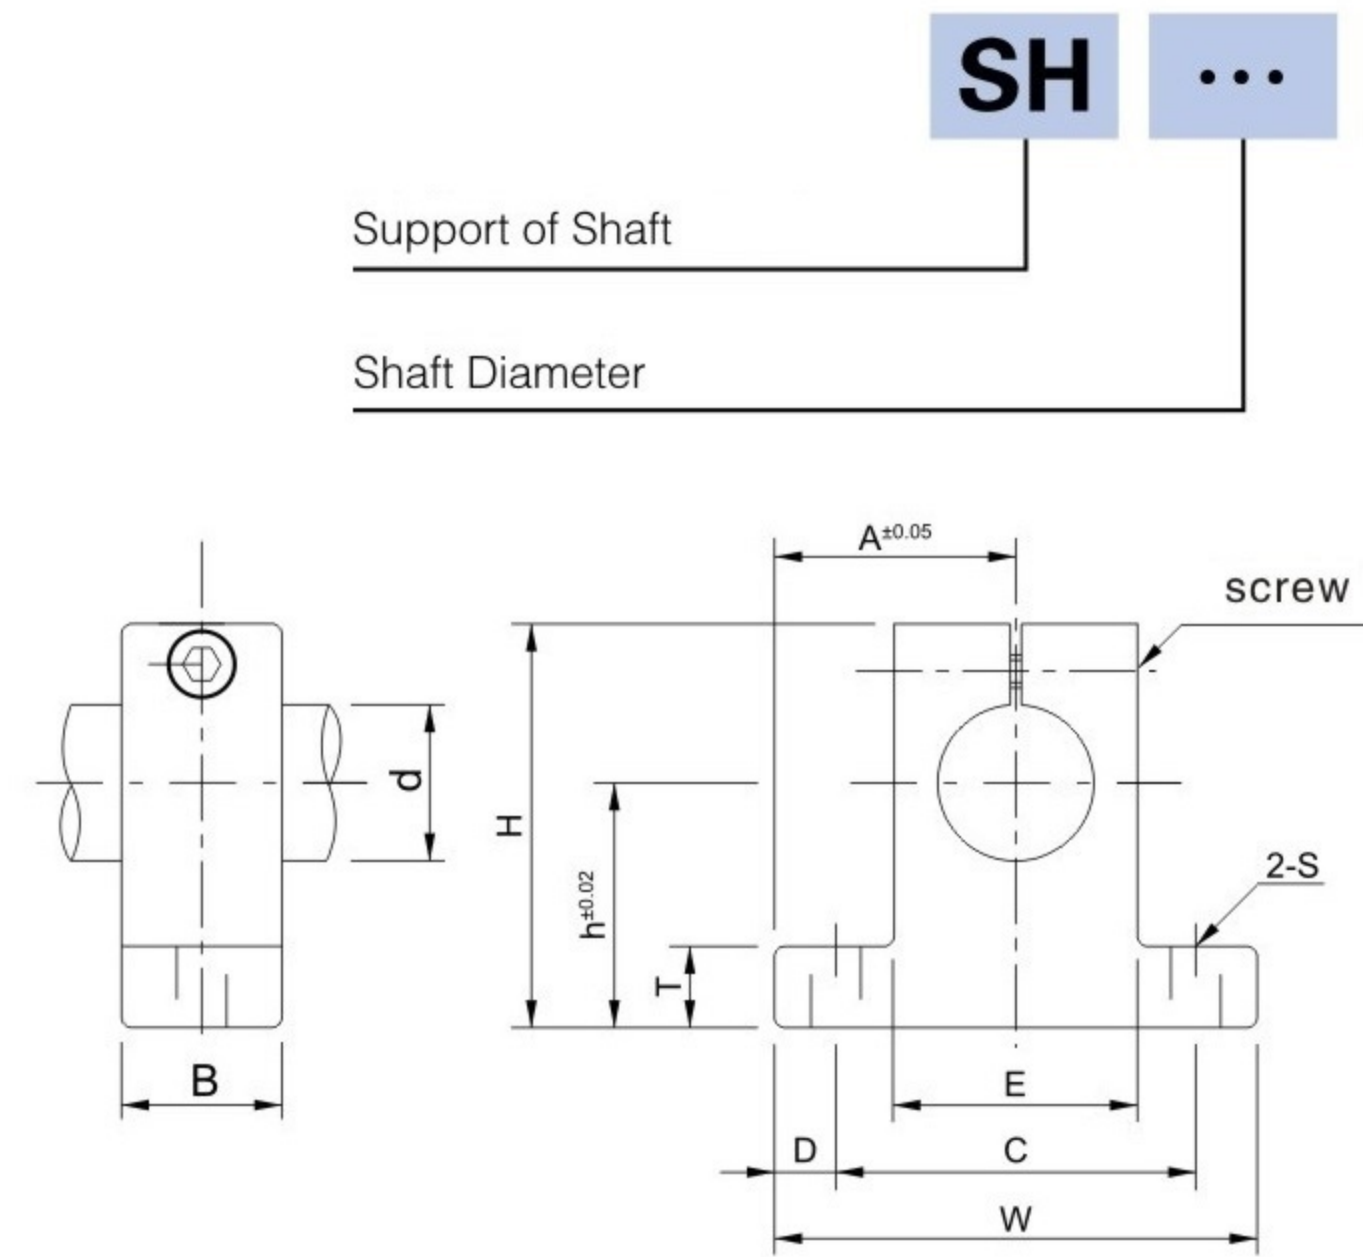 SH ...
Support of Shaft
Shaft Diameter
A±0.05
screw
d
H
h±0.02
2-S
T
B
E
D
C
W